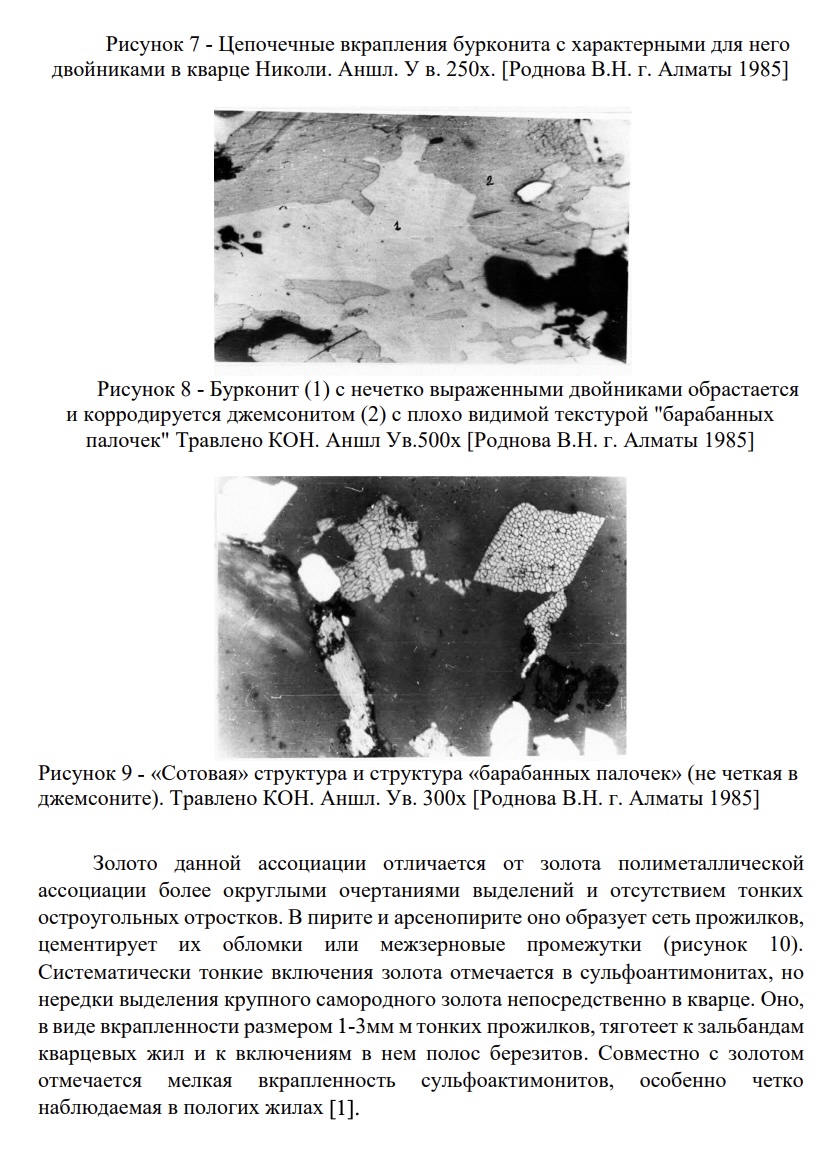 Рисунок 7 - Цепочечные вкрапления бурконита с характерными для него
двойниками в кварце Николи. Аншл. У в. 250х. [Роднова В.Н. г. Алматы 1985]
2
1
Рисунок 8 - Бурконит (1) с нечетко выраженными двойниками обрастается
и корродируется джемсонитом (2) с плохо видимой текстурой "барабанных
палочек" Травлено КОН. Аншл Ув.500х [Роднова В.Н. г. Алматы 1985]
Рисунок 9 - «Сотовая» структура и структура «барабанных палочек» (не четкая в
джемсоните). Травлено КОН. Аншл. Ув. 300х [Роднова В.Н. г. Алматы 1985]
Золото данной ассоциации отличается от золота полиметаллической
ассоциации более округлыми очертаниями выделений и отсутствием тонких
остроугольных отростков. В пирите и арсенопирите оно образует сеть прожилков,
цементирует их обломки или межзерновые промежутки (рисунок 10).
Систематически тонкие включения золота отмечается в сульфоантимонитах, но
нередки выделения крупного самородного золота непосредственно в кварце. Оно,
в виде вкрапленности размером 1-3мм м тонких прожилков, тяготеет к зальбандам
кварцевых жил и к включениям в нем полос березитов. Совместно с золотом
отмечается мелкая вкрапленность сульфоактимонитов, особенно четко
наблюдаемая в пологих жилах [1].